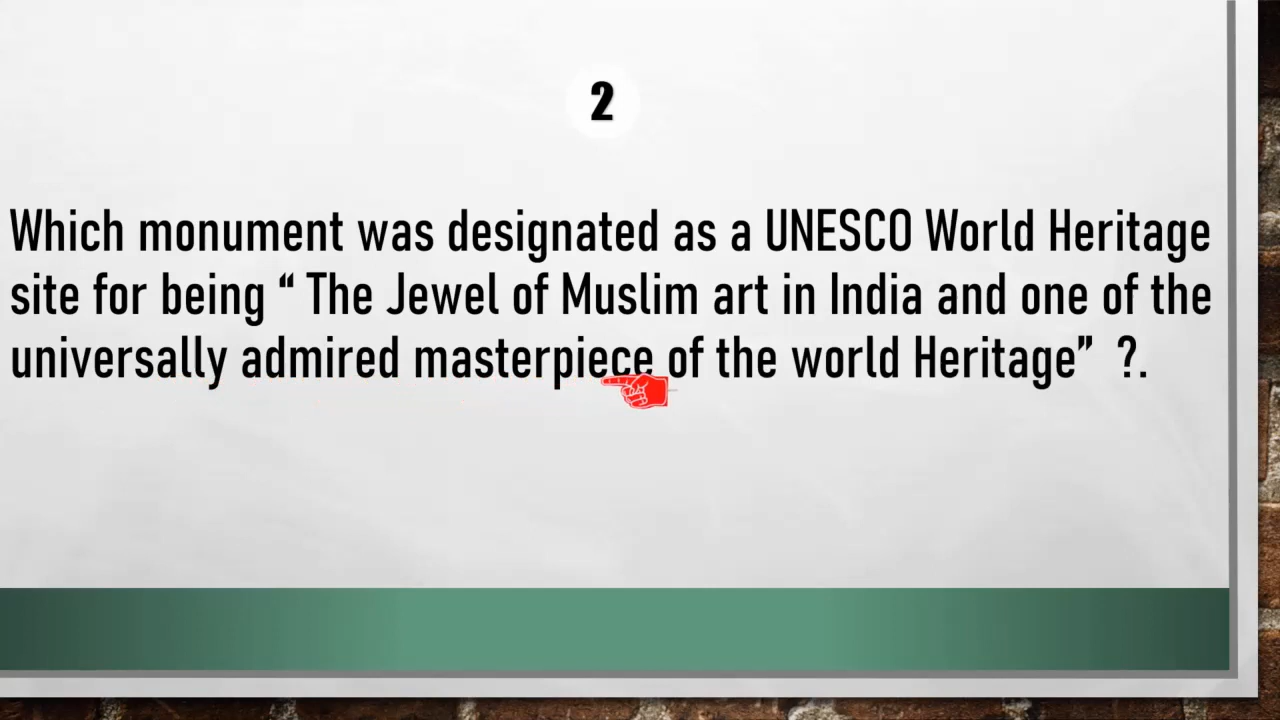 2
Which monument was designated as a UNESCO World Heritage
site for being “ The Jewel of Muslim art in India and one of the
universally admired masterpiece of the world Heritage”  ?.